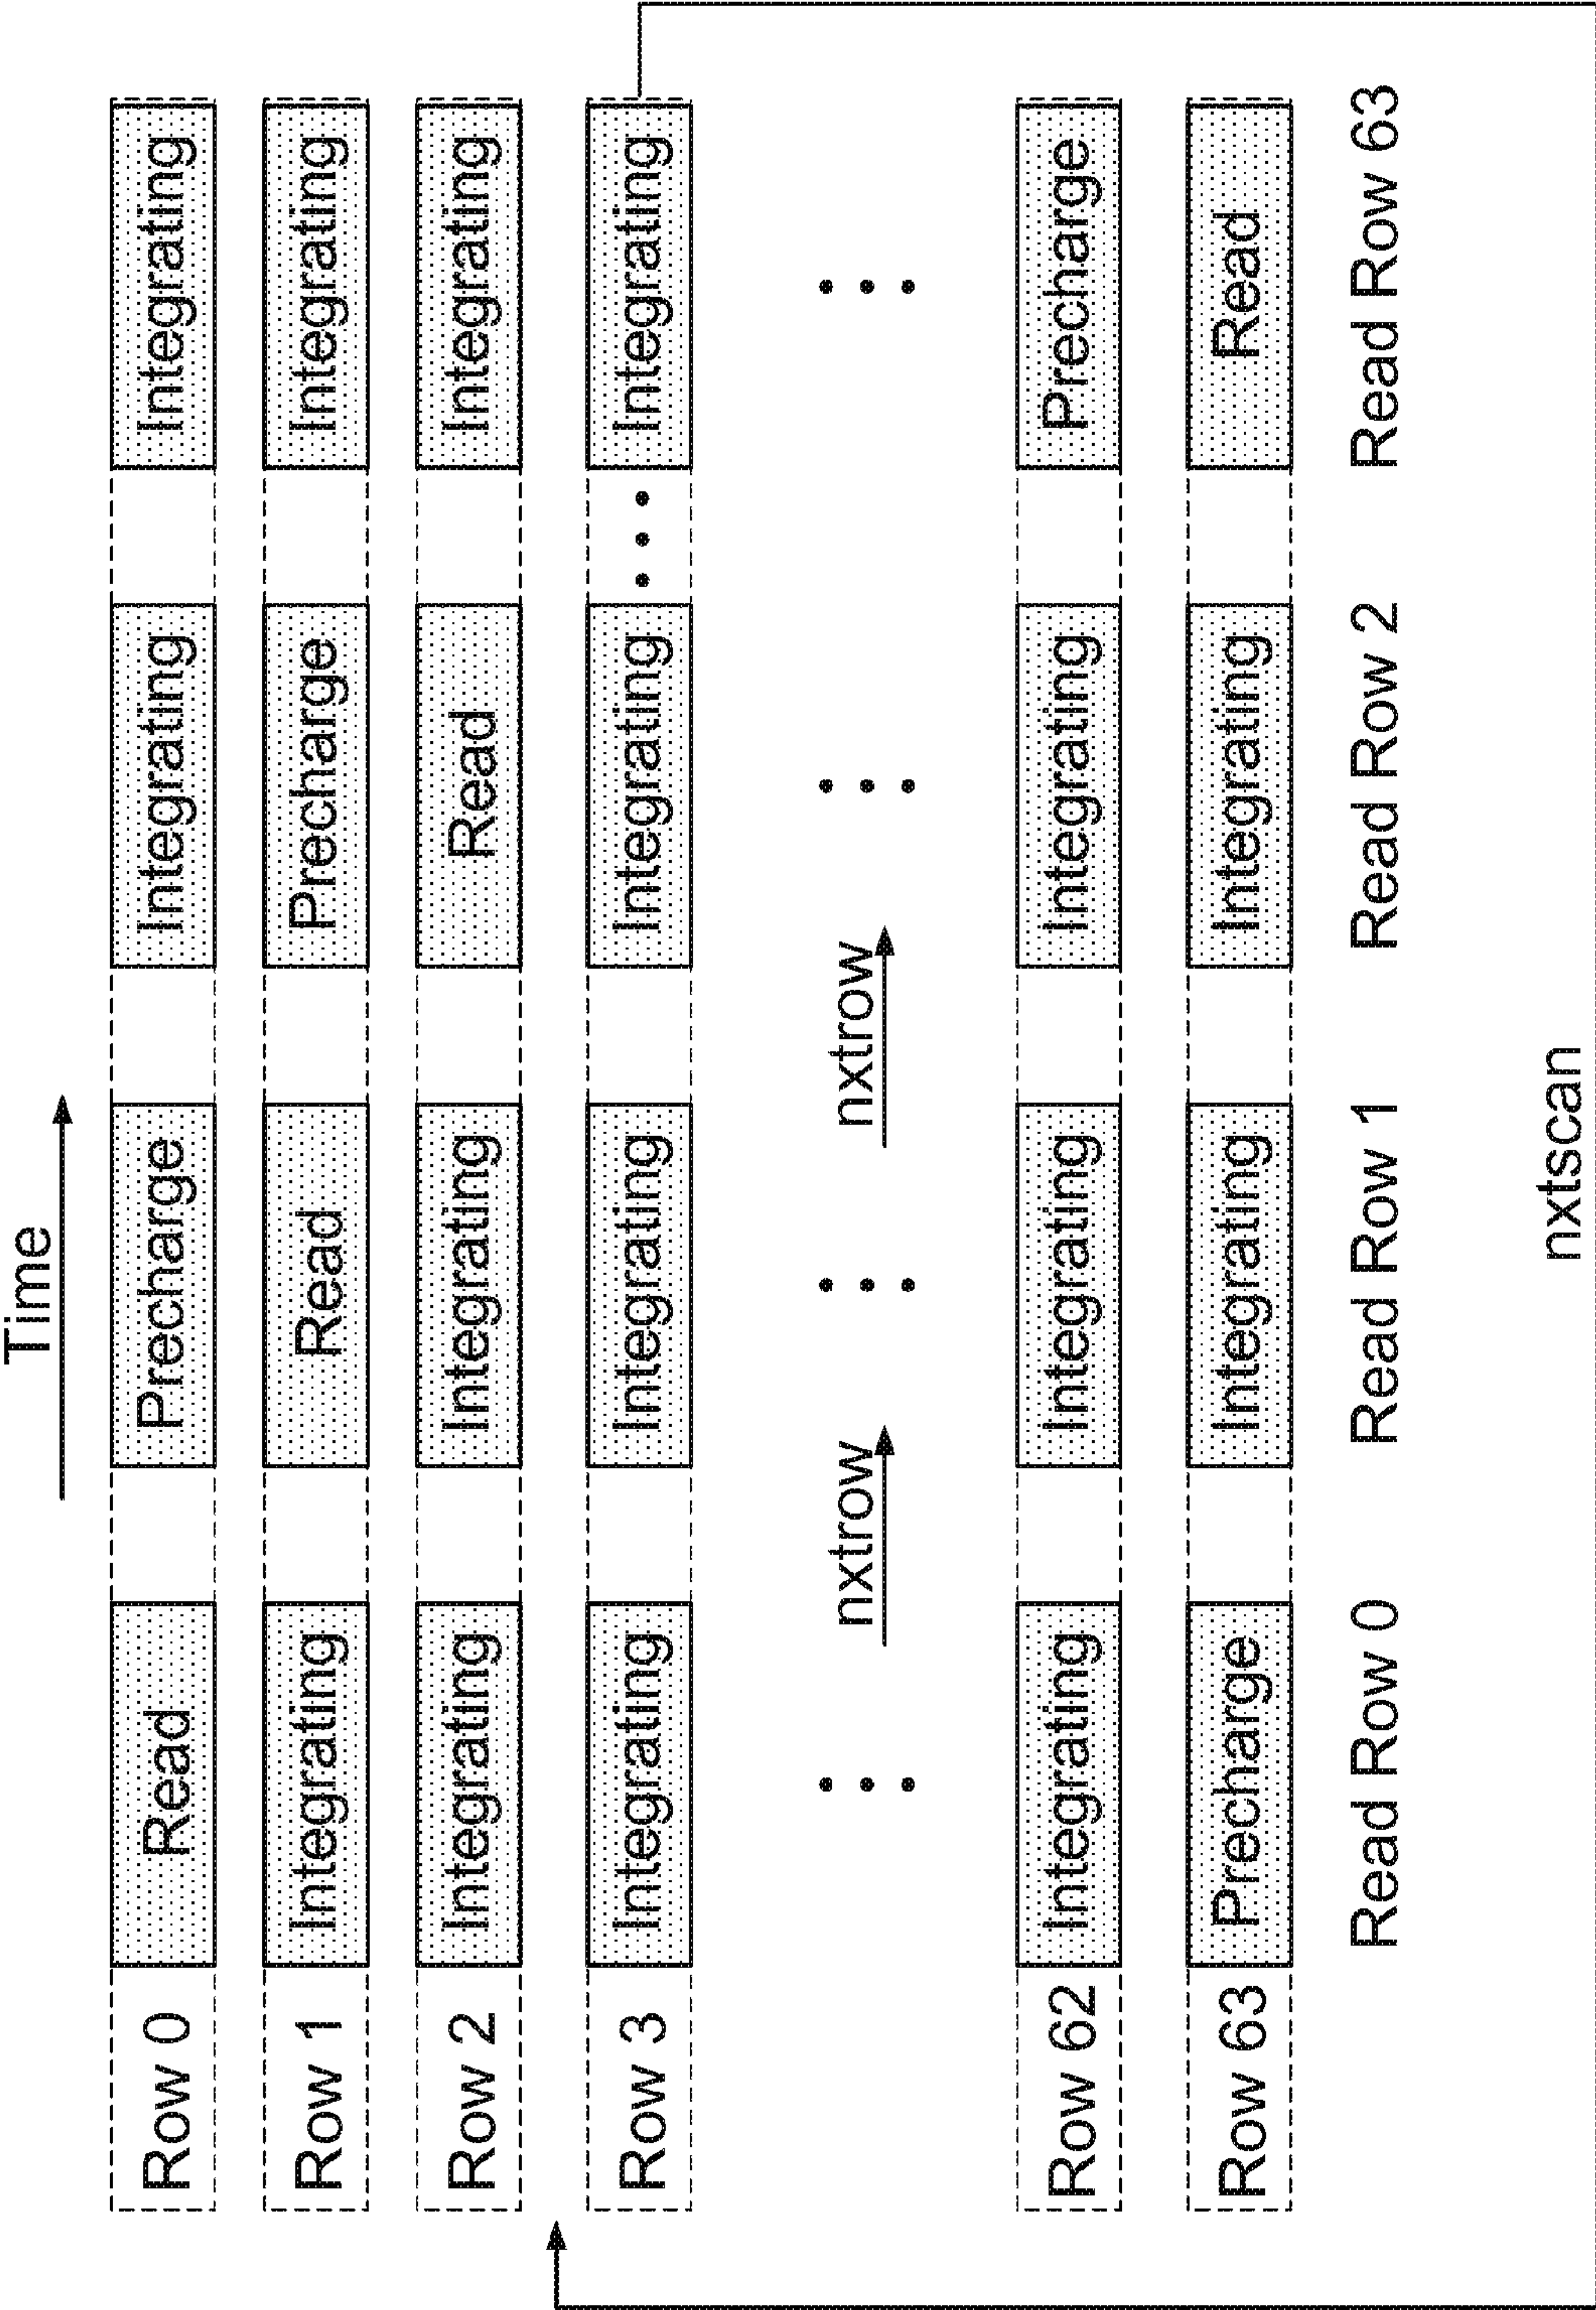 Time
Row 0 Read Precharge Integrating Integrating
Row 1 Integrating Read Precharge Integrating
Row 2 Integrating Integrating Read Integrating
Row 3 Integrating Integrating Integrating Integrating
nxtrow nxtrow
Row 62 Integrating Integrating Integrating Precharge
Row 63 Precharge Integrating Integrating Read
Read Row 0 Read Row 1 Read Row 2 Read Row 63
nxtscan